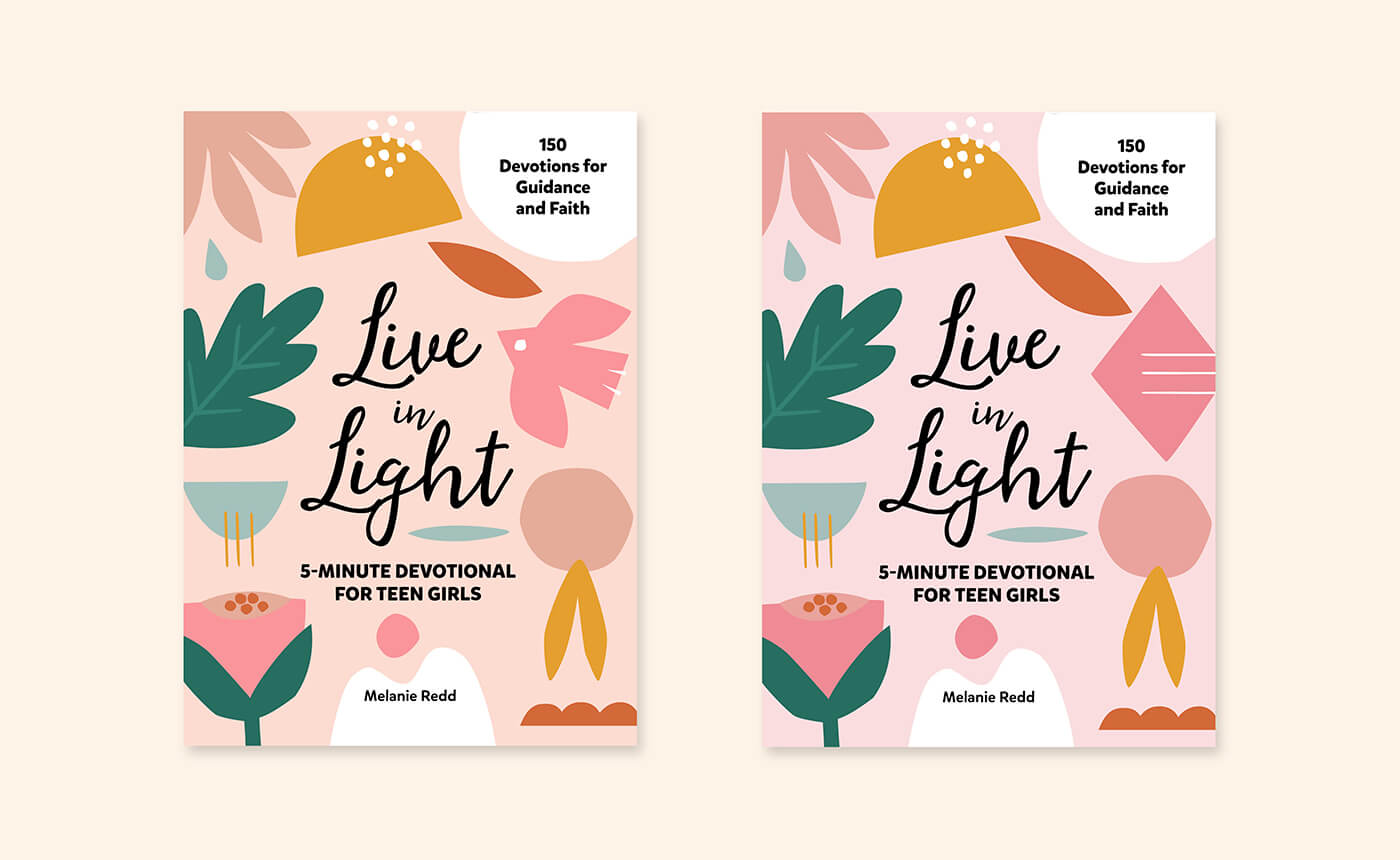 150
Devotions for
Guidance
and Faith
Live
in
Light
5-MINUTE DEVOTIONAL
FOR TEEN GIRLS
Melanie Redd
150
Devotions for
Guidance
and Faith
Live
in
Light
5-MINUTE DEVOTIONAL
FOR TEEN GIRLS
Melanie Redd